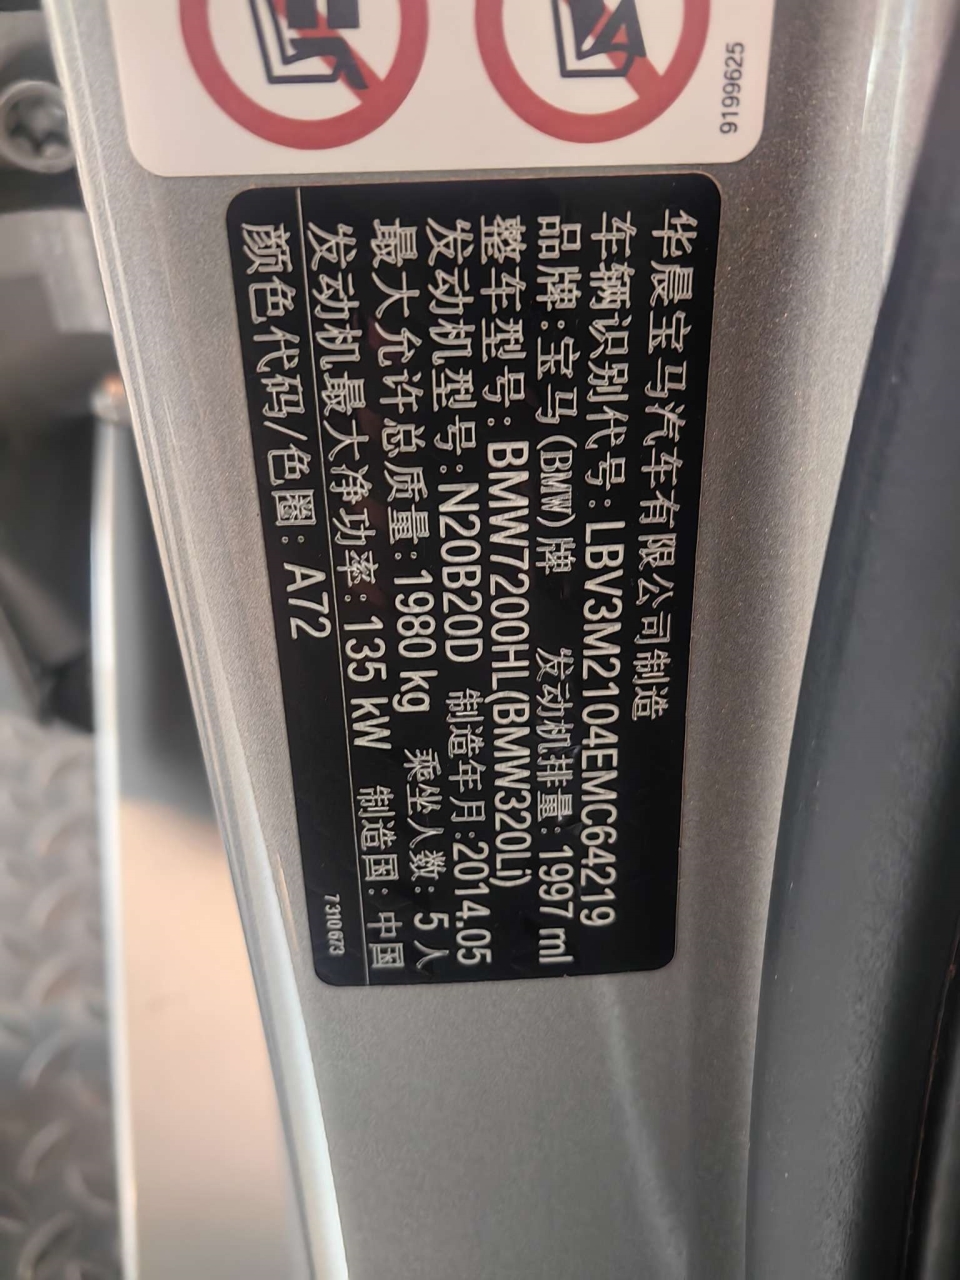 9199625
华晨宝马汽车有限公司制造
车辆识别代号: LBV3M2104EMC64219
品牌:宝马(BMW)牌 发动机排量: 1997 ml
整车型号: BMW7200HL(BMW320Li)
发动机型号:N20B20D 制造年月:2014.05
最大允许总质量: 1980 kg 乘坐人数: 5 人
发动机最大净功率: 135 kW 制造国: 中国
颜色代码/色圈: A72
7 310 673